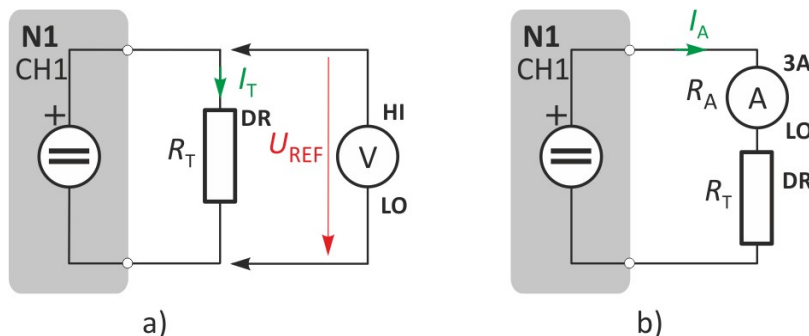 N1
CH1
+
I_T
DR
R_T
U_REF
HI
V
LO
a)
N1
CH1
+
I_A
3A
R_A
A
LO
R_T
DR
b)